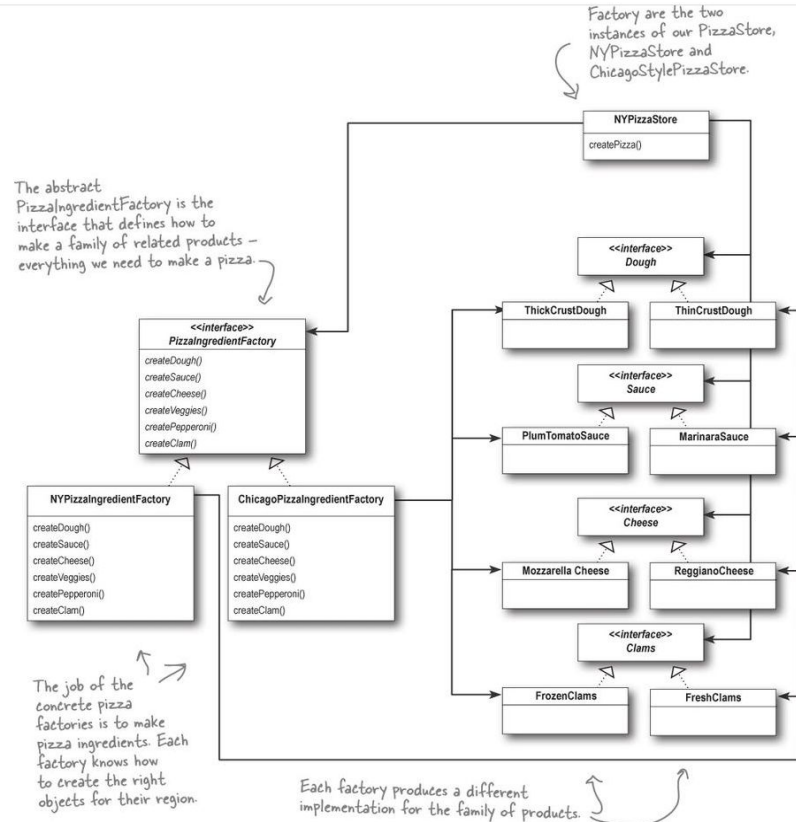 Factory are the two
instances of our PizzaStore,
NYPizzaStore and
ChicagoStylePizzaStore.
NYPizzaStore
createPizza()
The abstract
PizzaIngredientFactory is the
interface that defines how to
make a family of related products –
everything we need to make a pizza.
<<interface>>
Dough
ThickCrustDough
ThinCrustDough
<<interface>>
PizzaIngredientFactory
createDough()
createSauce()
createCheese()
createVeggies()
createPepperoni()
createClam()
<<interface>>
Sauce
PlumTomatoSauce
MarinaraSauce
NYPizzaIngredientFactory
createDough()
createSauce()
createCheese()
createVeggies()
createPepperoni()
createClam()
ChicagoPizzaIngredientFactory
createDough()
createSauce()
createCheese()
createVeggies()
createPepperoni()
createClam()
<<interface>>
Cheese
Mozzarella Cheese
ReggianoCheese
<<interface>>
Clams
FrozenClams
FreshClams
The job of the
concrete pizza
factories is to make
pizza ingredients. Each
factory knows how
to create the right
objects for their region.
Each factory produces a different
implementation for the family of products.